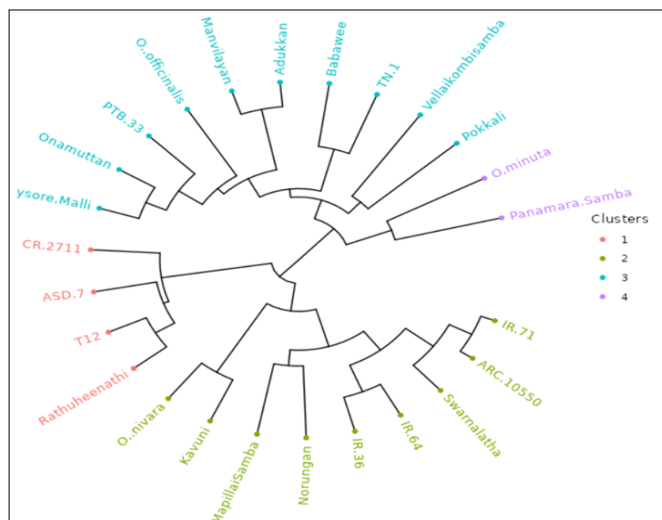 Manvilayan
Adukkan
Babawee
TN.1
Vellaikombisamba
Pokkali
O.minuta
Panamara.Samba
O..officinalis
PTB.33
Onamuttan
ysore.Malli
CR.2711
ASD.7
T12
Rathuheenathi
O..nivara
Kavuni
MapillaiSamba
Norungan
IR.36
IR.64
Swarnalatha
ARC.10550
IR.71
Clusters
1
2
3
4